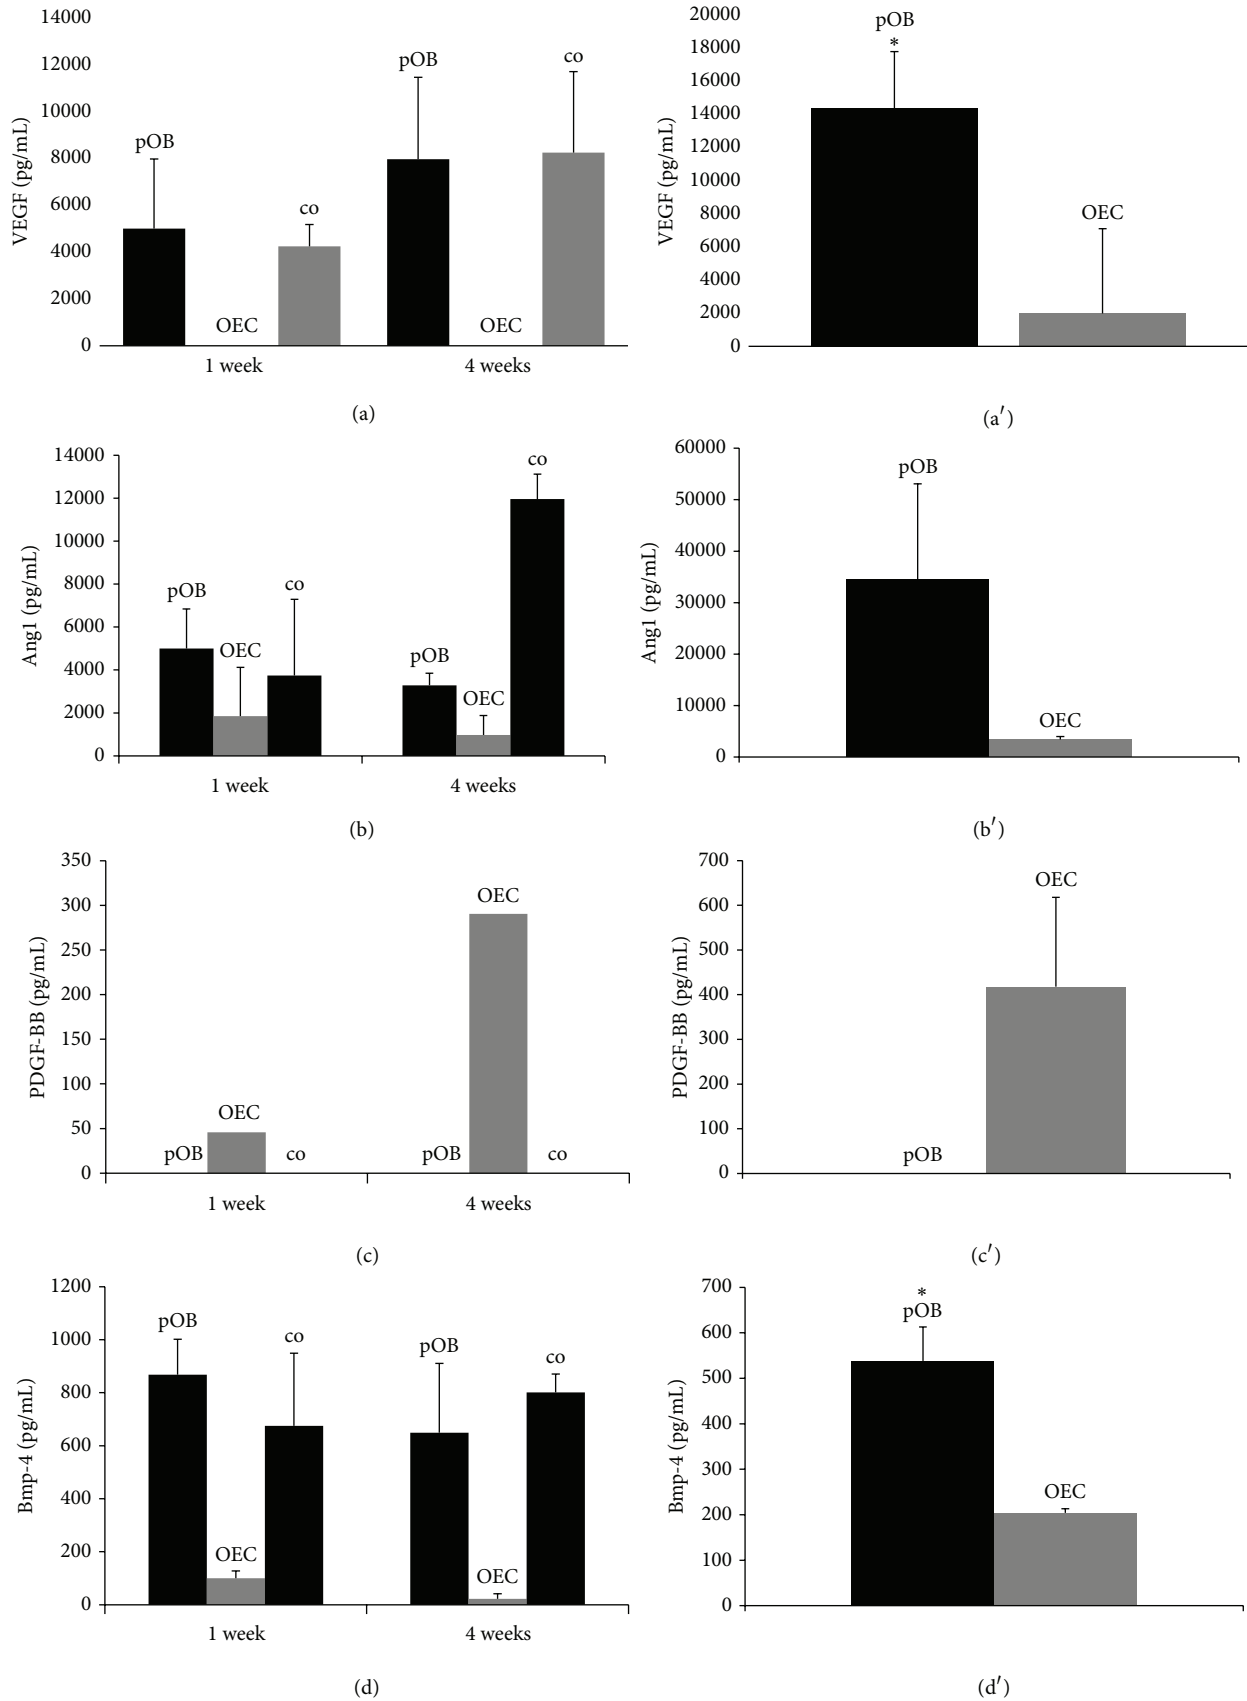 14000
12000
10000
8000
6000
4000
2000
0
VEGF (pg/mL)
pOB
OEC
co
pOB
OEC
co
1 week
4 weeks
(a)
20000
18000
16000
14000
12000
10000
8000
6000
4000
2000
0
VEGF (pg/mL)
pOB
*
OEC
(a′)
14000
12000
10000
8000
6000
4000
2000
0
Ang1 (pg/mL)
pOB
OEC
co
pOB
OEC
co
1 week
4 weeks
(b)
60000
50000
40000
30000
20000
10000
0
Ang1 (pg/mL)
pOB
OEC
(b′)
350
300
250
200
150
100
50
0
PDGF-BB (pg/mL)
pOB
OEC
co
pOB
OEC
co
1 week
4 weeks
(c)
700
600
500
400
300
200
100
0
PDGF-BB (pg/mL)
pOB
OEC
(c′)
1200
1000
800
600
400
200
0
Bmp-4 (pg/mL)
pOB
OEC
co
pOB
OEC
co
1 week
4 weeks
(d)
700
600
500
400
300
200
100
0
Bmp-4 (pg/mL)
*
pOB
OEC
(d′)